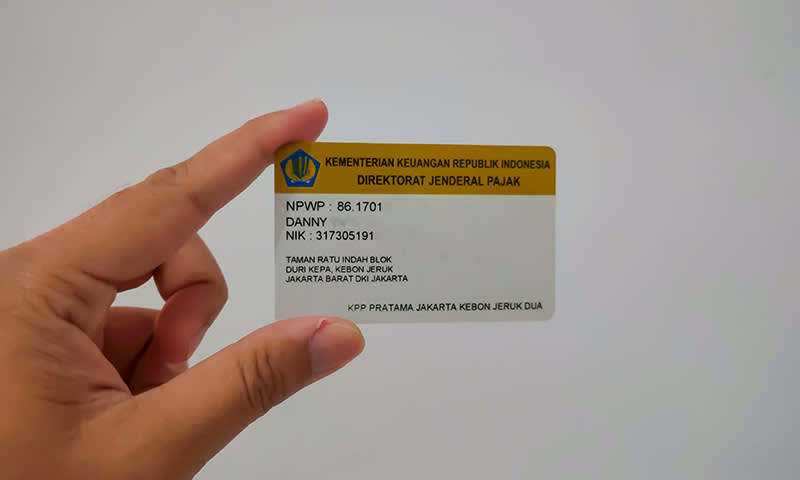 KEMENTERIAN KEUANGAN REPUBLIK INDONESIA
DIREKTORAT JENDERAL PAJAK
NPWP : 86.1701
DANNY
NIK : 317305191
TAMAN RATU INDAH BLOK
DURI KEPA, KEBON JERUK
JAKARTA BARAT DKI JAKARTA
KPP PRATAMA JAKARTA KEBON JERUK DUA